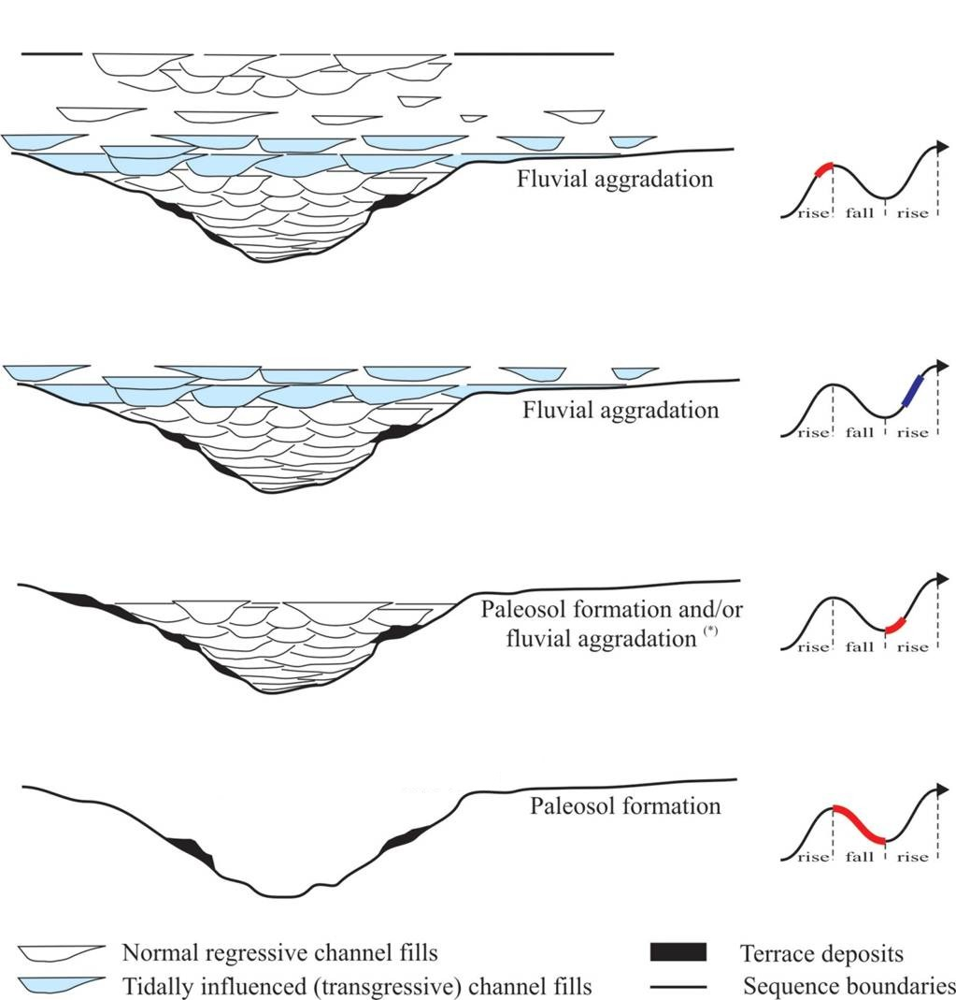 Fluvial aggradation
rise fall rise
Fluvial aggradation
rise fall rise
Paleosol formation and/or
fluvial aggradation (*)
rise fall rise
Paleosol formation
rise fall rise
Normal regressive channel fills
Terrace deposits
Tidally influenced (transgressive) channel fills
Sequence boundaries